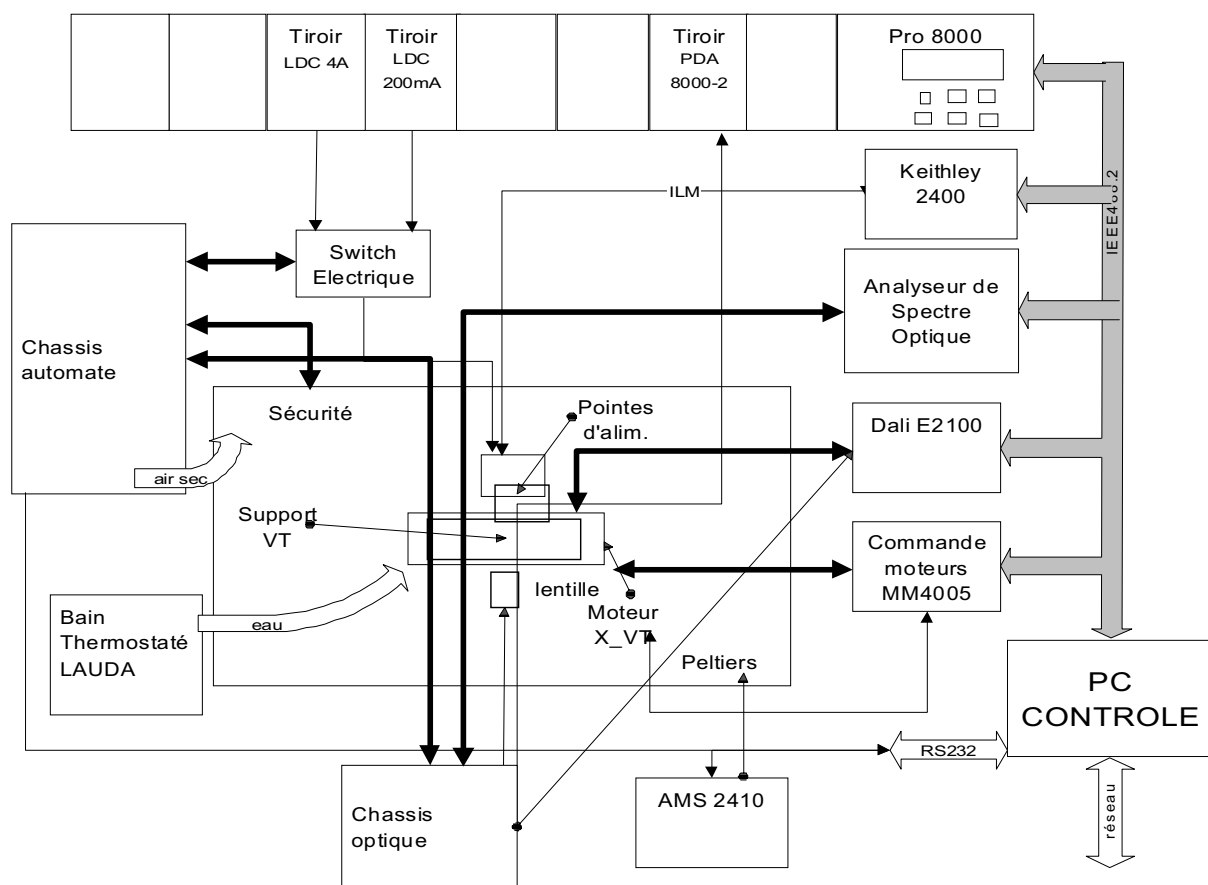 Tiroir
LDC 4A
Tiroir
LDC
200mA
Tiroir
PDA
8000-2
Pro 8000
Keithley
2400
ILM
Switch
Electrique
Analyseur de
Spectre
Optique
Chassis
automate
Sécurité
Pointes
d'alim.
Dali E2100
air sec
Support
VT
Commande
moteurs
MM4005
lentille
Moteur
X_VT
Bain
Thermostaté
LAUDA
eau
Peltiers
PC
CONTROLE
RS232
AMS 2410
Chassis
optique
réseau